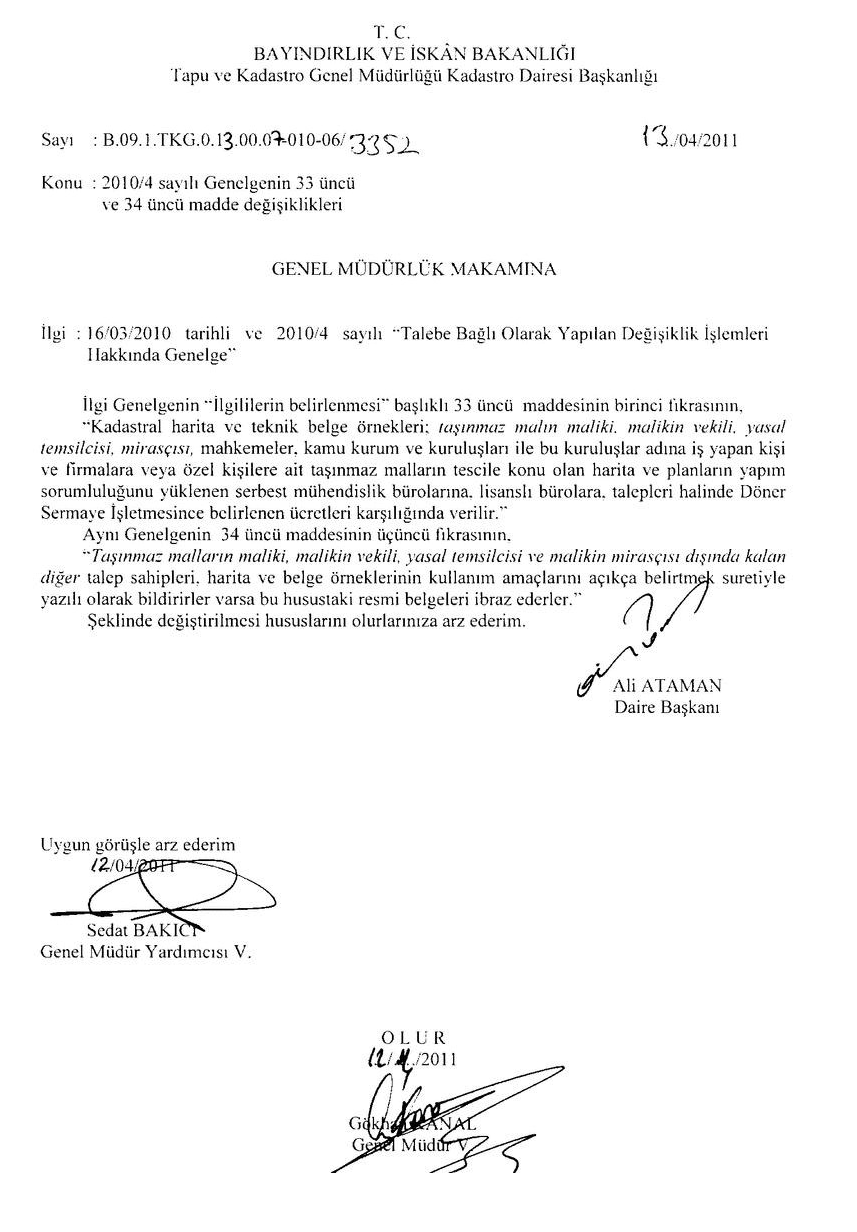 T. C.
BAYINDIRLIK VE İSKÂN BAKANLIĞI
Tapu ve Kadastro Genel Müdürlüğü Kadastro Dairesi Başkanlığı
Sayı : B.09.1.TKG.0.13.00.07-010-06/ 3352 13./04/2011
Konu : 2010/4 sayılı Genelgenin 33 üncü
ve 34 üncü madde değişiklikleri
GENEL MÜDÜRLÜK MAKAMINA
İlgi : 16/03/2010 tarihli ve 2010/4 sayılı "Talebe Bağlı Olarak Yapılan Değişiklik İşlemleri
Hakkında Genelge"
İlgi Genelgenin "İlgililerin belirlenmesi" başlıklı 33 üncü maddesinin birinci fıkrasının,
"Kadastral harita ve teknik belge örnekleri; taşınmaz malın maliki, malikin vekili, yasal
temsilcisi, mirasçısı, mahkemeler, kamu kurum ve kuruluşları ile bu kuruluşlar adına iş yapan kişi
ve firmalara veya özel kişilere ait taşınmaz malların tescile konu olan harita ve planların yapım
sorumluluğunu yüklenen serbest mühendislik bürolarına, lisanslı bürolara, talepleri halinde Döner
Sermaye İşletmesince belirlenen ücretleri karşılığında verilir."
Aynı Genelgenin 34 üncü maddesinin üçüncü fıkrasının,
"Taşınmaz malların maliki, malikin vekili, yasal temsilcisi ve malikin mirasçısı dışında kalan
diğer talep sahipleri, harita ve belge örneklerinin kullanım amaçlarını açıkça belirtmek suretiyle
yazılı olarak bildirirler varsa bu husustaki resmi belgeleri ibraz ederler."
Şeklinde değiştirilmesi hususlarını olurlarınıza arz ederim.
Ali ATAMAN
Daire Başkanı
Uygun görüşle arz ederim
12/04/2011
Sedat BAKICI
Genel Müdür Yardımcısı V.
O L U R
12/4./2011
Gökhan KANAL
Genel Müdür V.